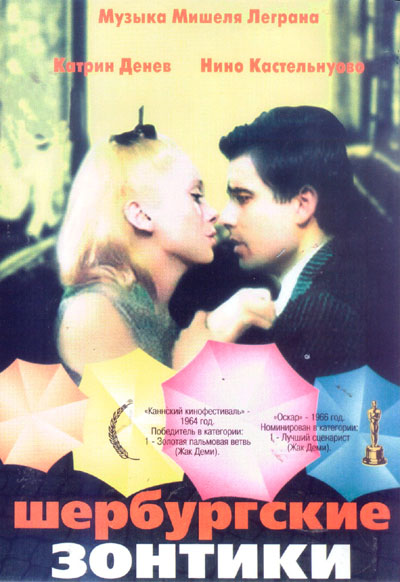 Музыка Мишеля Леграна
Катрин Денев Нино Кастельнуово
«Каннский кинофестиваль» -
1964 год.
Победитель в категории:
1 - Золотая пальмовая ветвь
(Жак Деми).
«Оскар» - 1966 год.
Номинирован в категории:
1, - Лучший сценарист
(Жак Деми).
шербургские
зонтики